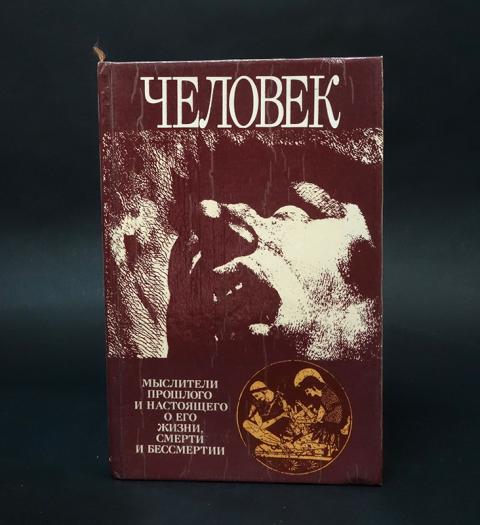 ЧЕЛОВЕК
МЫСЛИТЕЛИ
ПРОШЛОГО
И НАСТОЯЩЕГО
О ЕГО
ЖИЗНИ,
СМЕРТИ
И БЕССМЕРТИИ